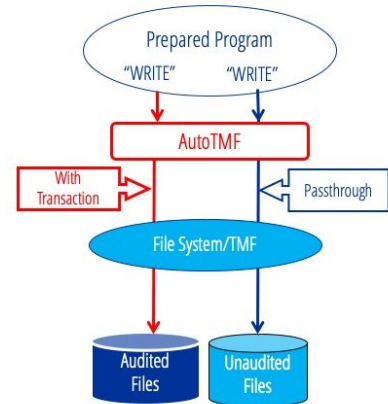 Prepared Program
“WRITE” “WRITE”
AutoTMF
With
Transaction
Passthrough
File System/TMF
Audited
Files
Unaudited
Files